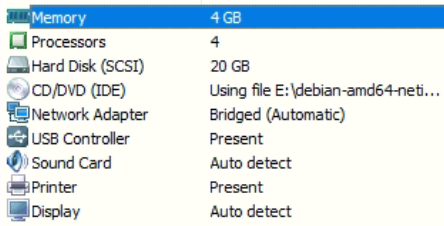 Memory 4 GB
Processors 4
Hard Disk (SCSI) 20 GB
CD/DVD (IDE) Using file E:\debian-amd64-neti...
Network Adapter Bridged (Automatic)
USB Controller Present
Sound Card Auto detect
Printer Present
Display Auto detect